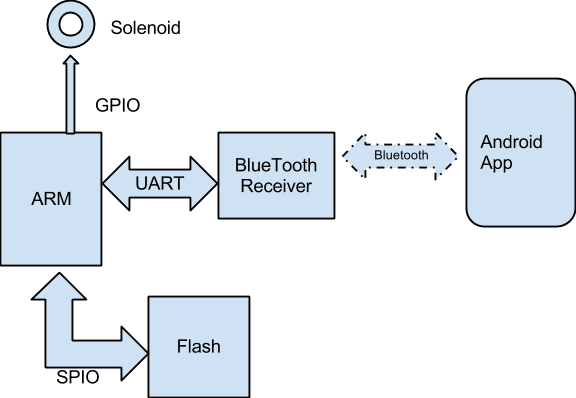 Solenoid
GPIO
ARM
UART
BlueTooth
Receiver
Bluetooth
Android
App
Flash
SPIO